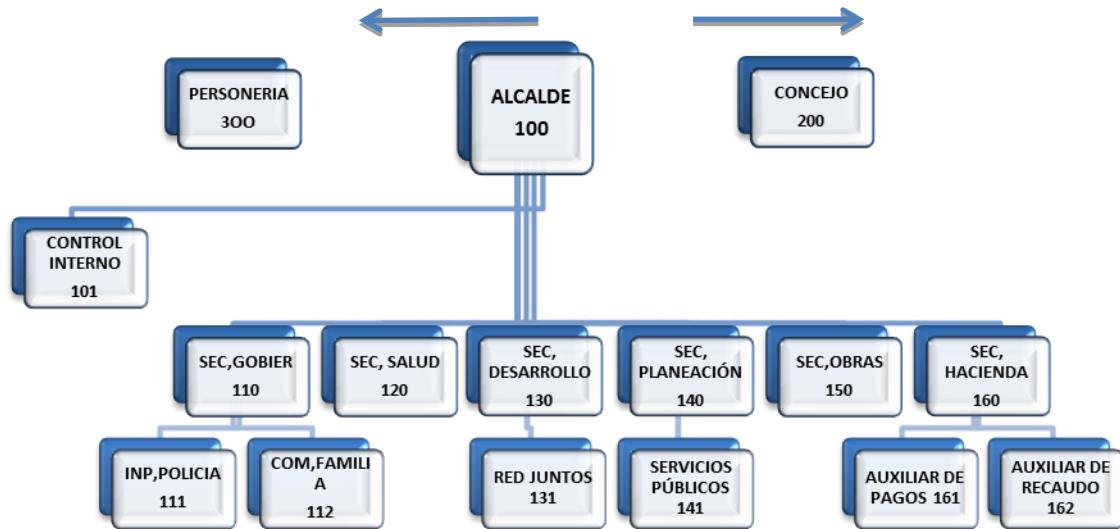 PERSONERIA
3OO
ALCALDE
100
CONCEJO
200
CONTROL
INTERNO
101
SEC,GOBIER
110
SEC, SALUD
120
SEC,
DESARROLLO
130
SEC,
PLANEACIÓN
140
SEC,OBRAS
150
SEC,
HACIENDA
160
INP,POLICIA
111
COM,FAMILI
A
112
RED JUNTOS
131
SERVICIOS
PÚBLICOS
141
AUXILIAR DE
PAGOS 161
AUXILIAR DE
RECAUDO
162